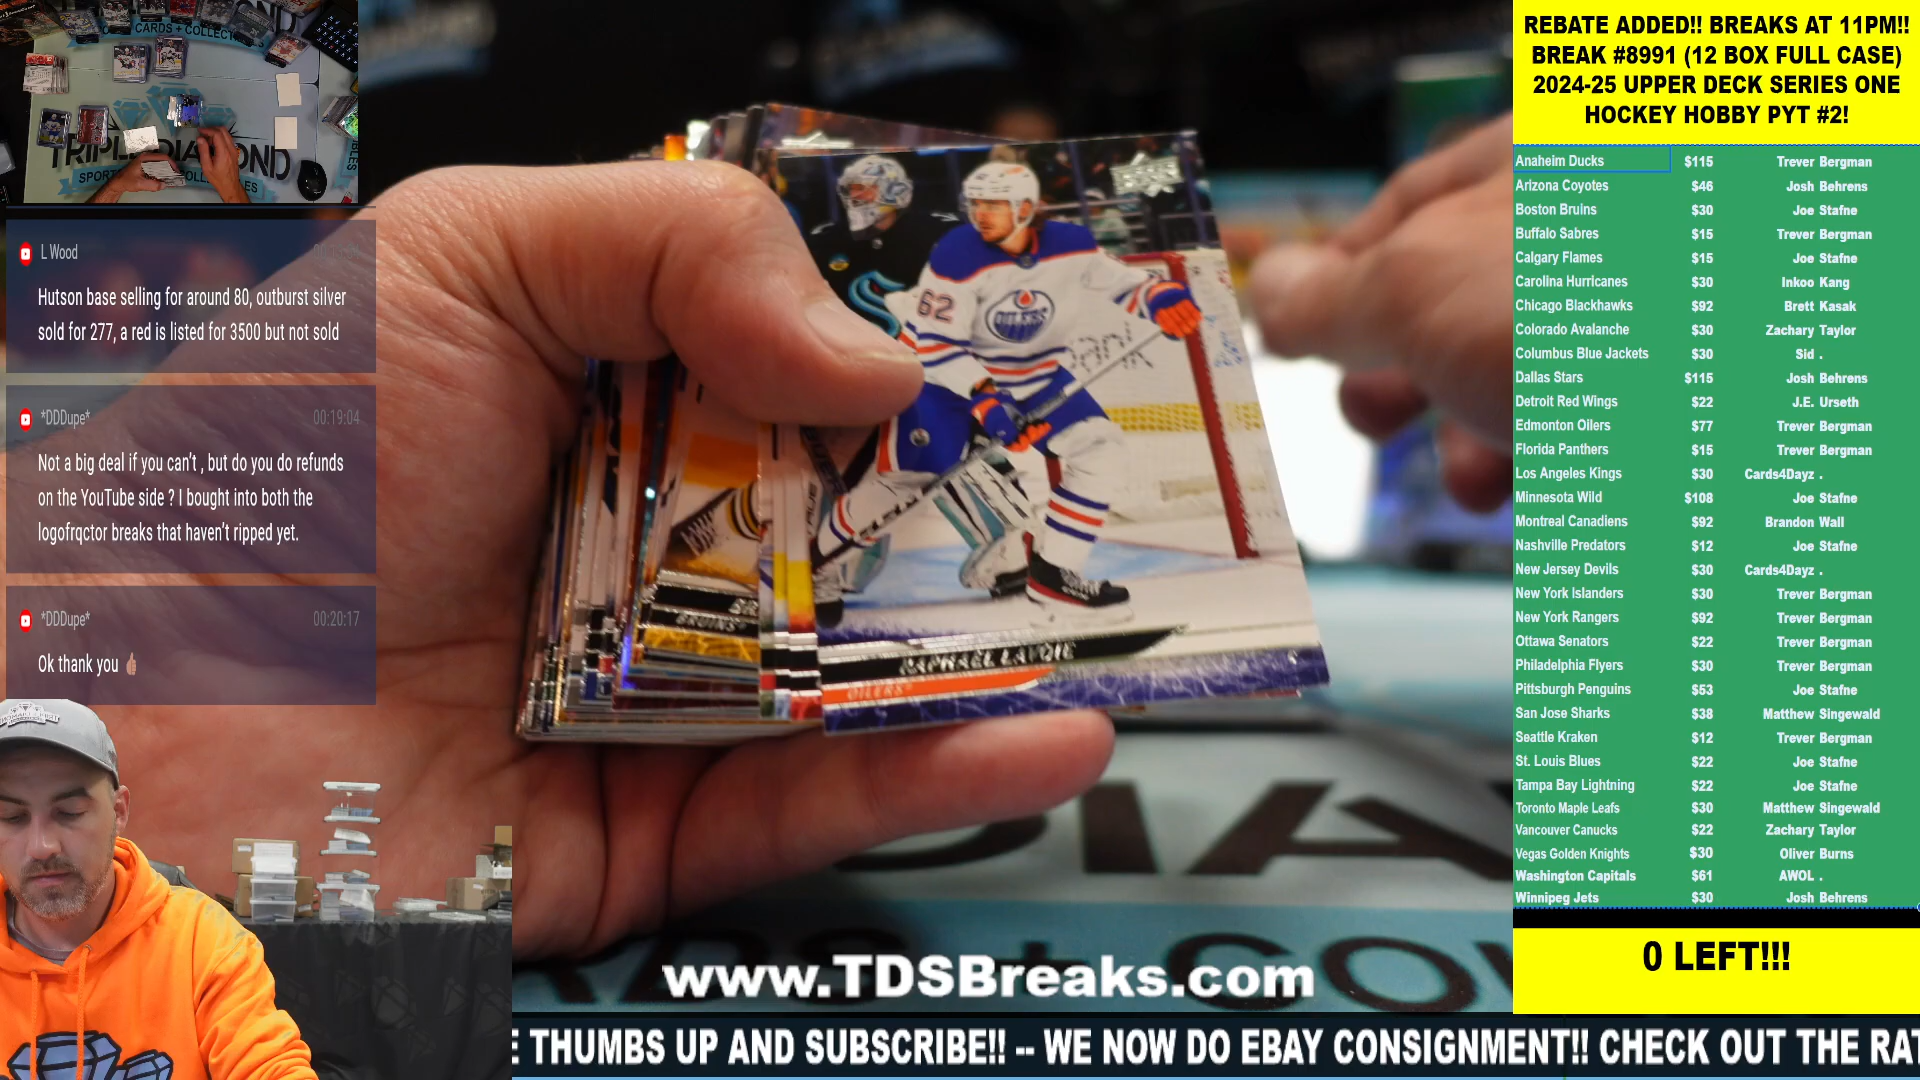 CARDS + COLLECTIBLES
TRIPLE DIAMOND
L Wood
Hutson base selling for around 80, outburst silver
sold for 277, a red is listed for 3500 but not sold
*DDDupe* 00:19:04
Not a big deal if you can't , but do you do refunds
on the YouTube side ? I bought into both the
logofrqctor breaks that haven't ripped yet.
*DDDupe* 00:20:17
Ok thank you 👍🏼
62
OILERS
RAPHAEL LAVOIE
OILERS
BRUINS
www.TDSBreaks.com
E THUMBS UP AND SUBSCRIBE!! -- WE NOW DO EBAY CONSIGNMENT!! CHECK OUT THE RAT
REBATE ADDED!! BREAKS AT 11PM!!
BREAK #8991 (12 BOX FULL CASE)
2024-25 UPPER DECK SERIES ONE
HOCKEY HOBBY PYT #2!
Anaheim Ducks $115 Trever Bergman
Arizona Coyotes $46 Josh Behrens
Boston Bruins $30 Joe Stafne
Buffalo Sabres $15 Trever Bergman
Calgary Flames $15 Joe Stafne
Carolina Hurricanes $30 Inkoo Kang
Chicago Blackhawks $92 Brett Kasak
Colorado Avalanche $30 Zachary Taylor
Columbus Blue Jackets $30 Sid .
Dallas Stars $115 Josh Behrens
Detroit Red Wings $22 J.E. Urseth
Edmonton Oilers $77 Trever Bergman
Florida Panthers $15 Trever Bergman
Los Angeles Kings $30 Cards4Dayz .
Minnesota Wild $108 Joe Stafne
Montreal Canadiens $92 Brandon Wall
Nashville Predators $12 Joe Stafne
New Jersey Devils $30 Cards4Dayz .
New York Islanders $30 Trever Bergman
New York Rangers $92 Trever Bergman
Ottawa Senators $22 Trever Bergman
Philadelphia Flyers $30 Trever Bergman
Pittsburgh Penguins $53 Joe Stafne
San Jose Sharks $38 Matthew Singewald
Seattle Kraken $12 Trever Bergman
St. Louis Blues $22 Joe Stafne
Tampa Bay Lightning $22 Joe Stafne
Toronto Maple Leafs $30 Matthew Singewald
Vancouver Canucks $22 Zachary Taylor
Vegas Golden Knights $30 Oliver Burns
Washington Capitals $61 AWOL .
Winnipeg Jets $30 Josh Behrens
0 LEFT!!!